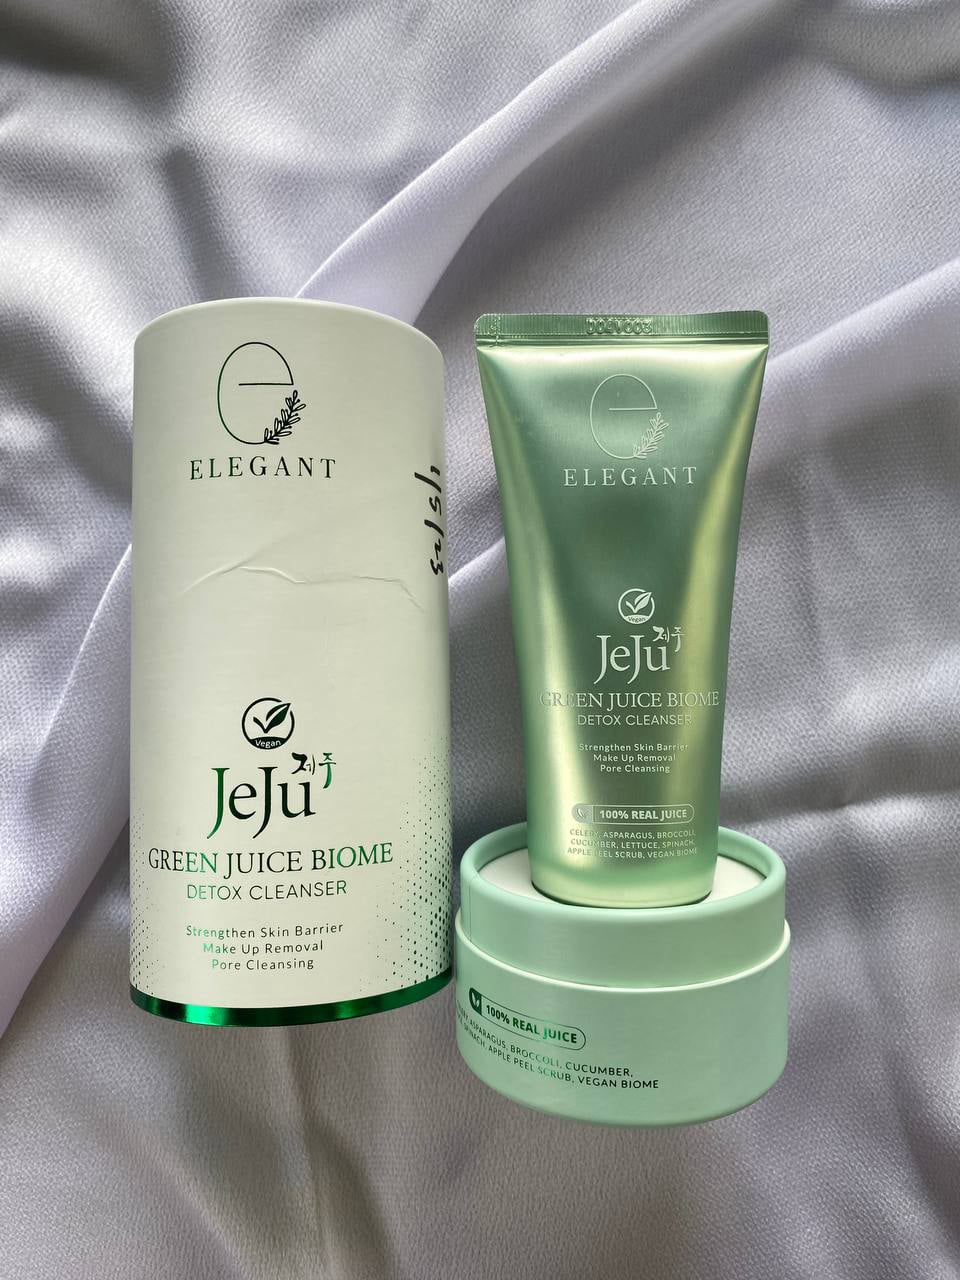 ELEGANT
Vegan
JeJu 제주
GREEN JUICE BIOME
DETOX CLEANSER
Strengthen Skin Barrier
Make Up Removal
Pore Cleansing
ELEGANT
Vegan
JeJu 제주
GREEN JUICE BIOME
DETOX CLEANSER
Strengthen Skin Barrier
Make Up Removal
Pore Cleansing
100% REAL JUICE
CELERY, ASPARAGUS, BROCCOLI,
CUCUMBER, LETTUCE, SPINACH,
APPLE PEEL SCRUB, VEGAN BIOME
100% REAL JUICE
ASPARAGUS, BROCCOLI, CUCUMBER,
SPINACH, APPLE PEEL SCRUB, VEGAN BIOME